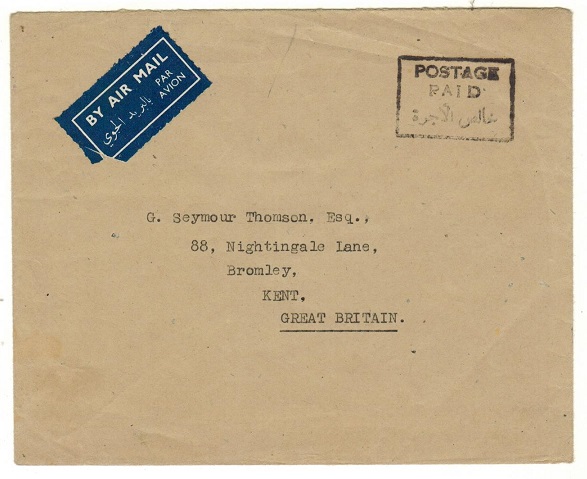 BY AIR MAIL
PAR
AVION
بالبريد الجوي
POSTAGE
PAID
خالص الأجرة
G. Seymour Thomson, Esq.,
88, Nightingale Lane,
Bromley,
KENT.
GREAT BRITAIN.